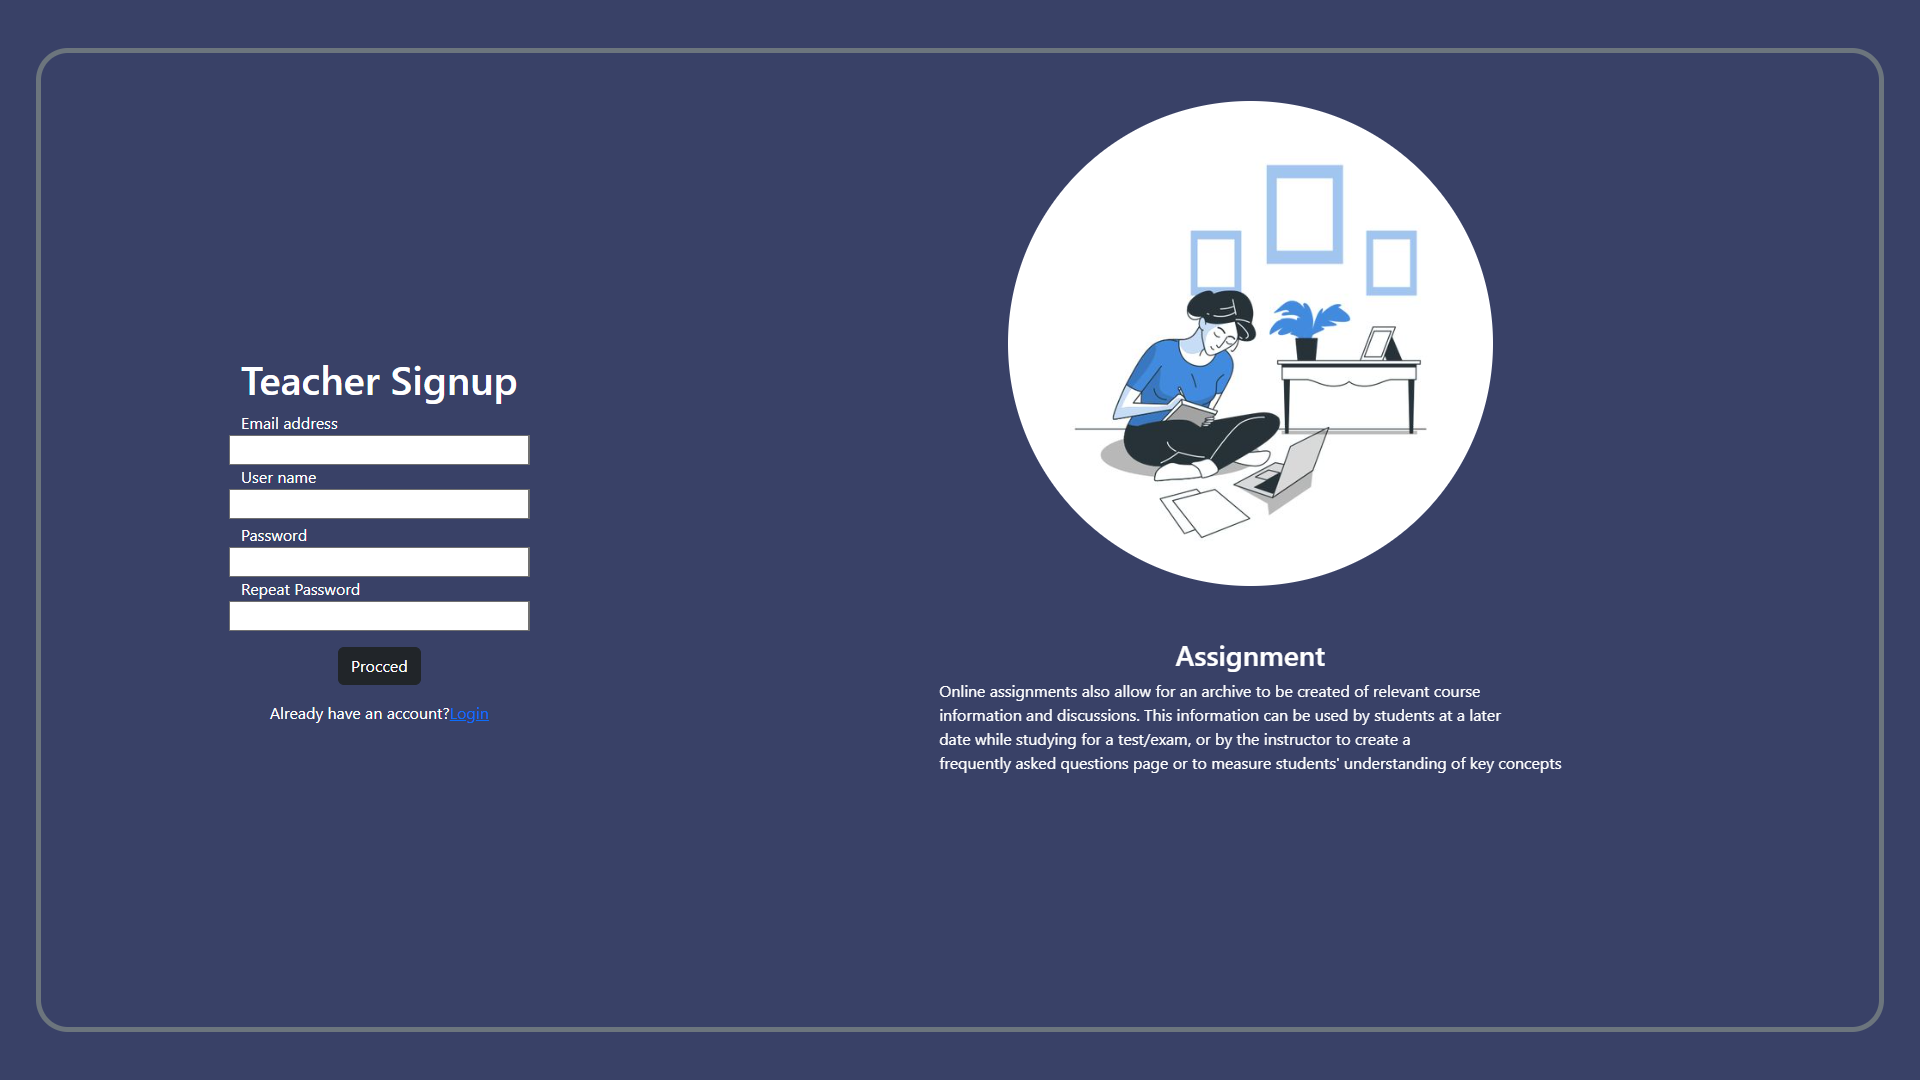 Teacher Signup
Email address
User name
Password
Repeat Password
Procced
Already have an account?Login
Assignment
Online assignments also allow for an archive to be created of relevant course
information and discussions. This information can be used by students at a later
date while studying for a test/exam, or by the instructor to create a
frequently asked questions page or to measure students' understanding of key concepts